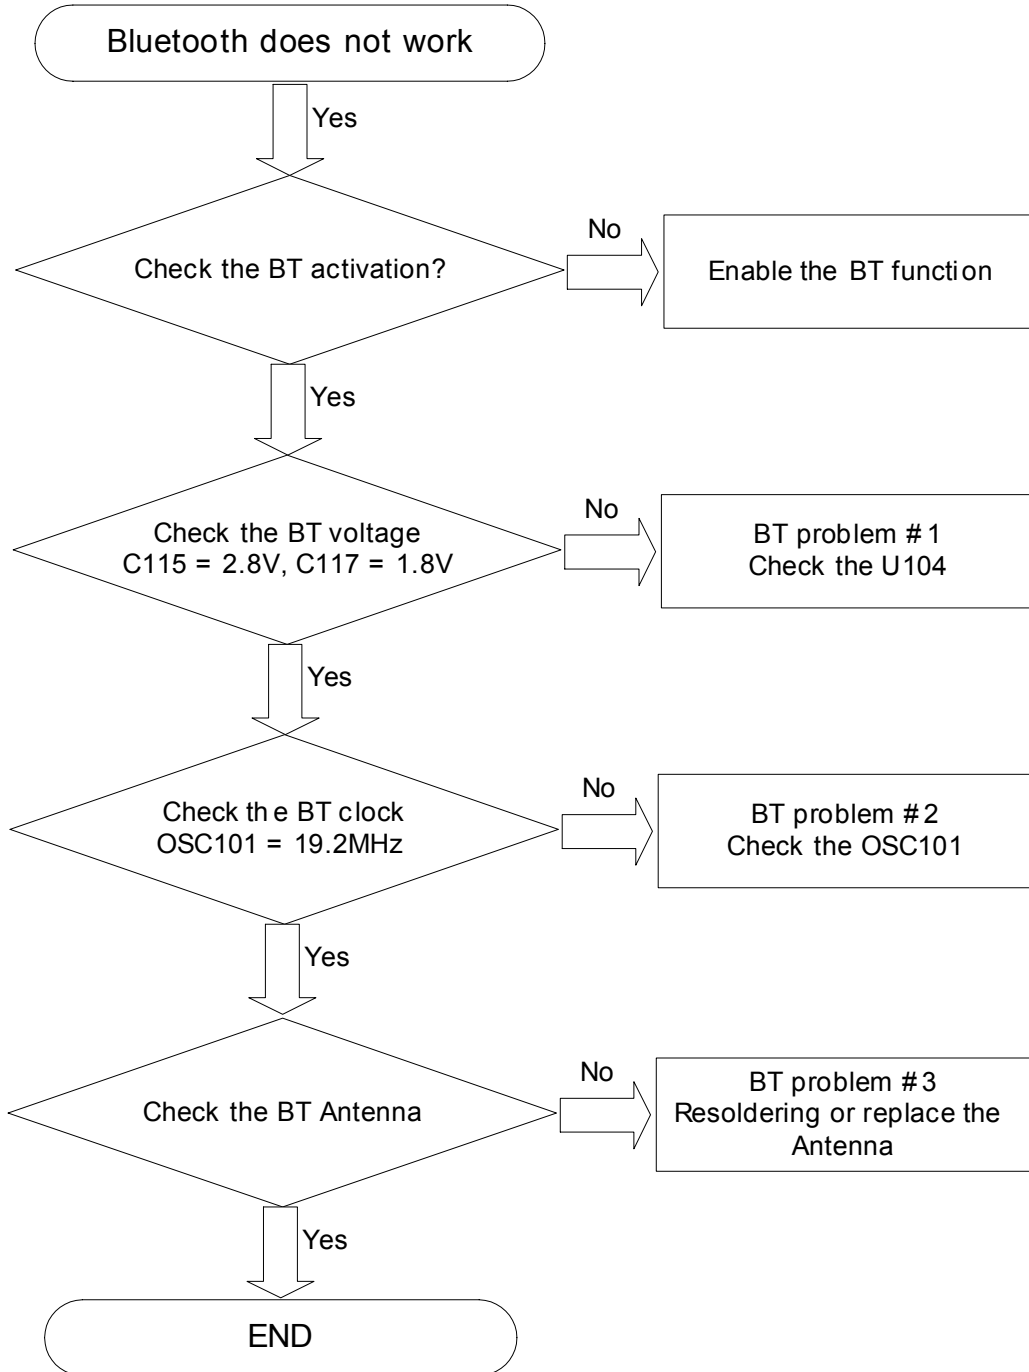 Bluetooth does not work
Yes
Check the BT activation?
No
Enable the BT function
Yes
Check the BT voltage
C115 = 2.8V, C117 = 1.8V
No
BT problem #1
Check the U104
Yes
Check the BT clock
OSC101 = 19.2MHz
No
BT problem #2
Check the OSC101
Yes
Check the BT Antenna
No
BT problem #3
Resoldering or replace the
Antenna
Yes
END